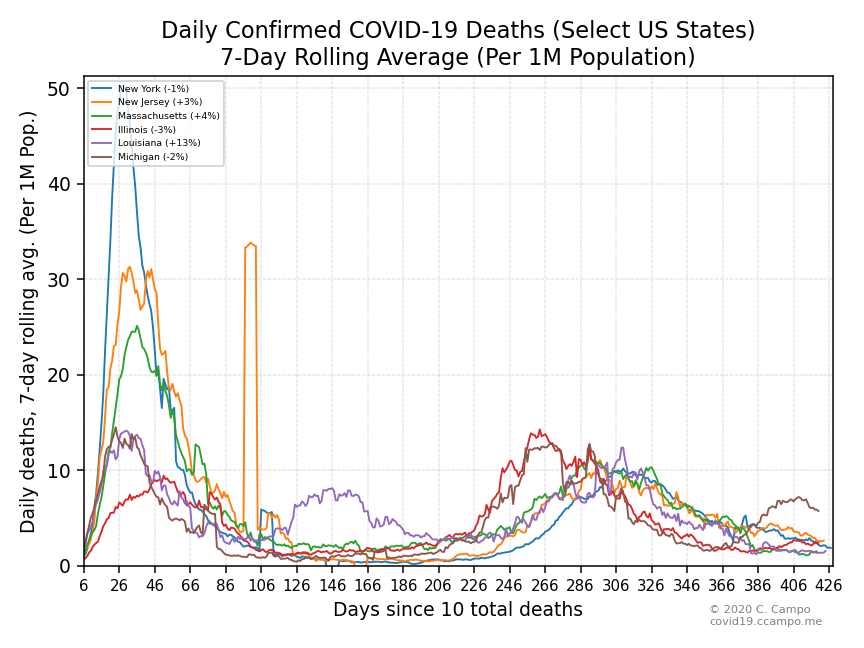 Daily Confirmed COVID-19 Deaths (Select US States)
7-Day Rolling Average (Per 1M Population)
Daily deaths, 7-day rolling avg. (Per 1M Pop.)
50
40
30
20
10
0
New York (-1%)
New Jersey (+3%)
Massachusetts (+4%)
Illinois (-3%)
Louisiana (+13%)
Michigan (-2%)
6 26 46 66 86 106 126 146 166 186 206 226 246 266 286 306 326 346 366 386 406 426
Days since 10 total deaths
© 2020 C. Campo
covid19.ccampo.me